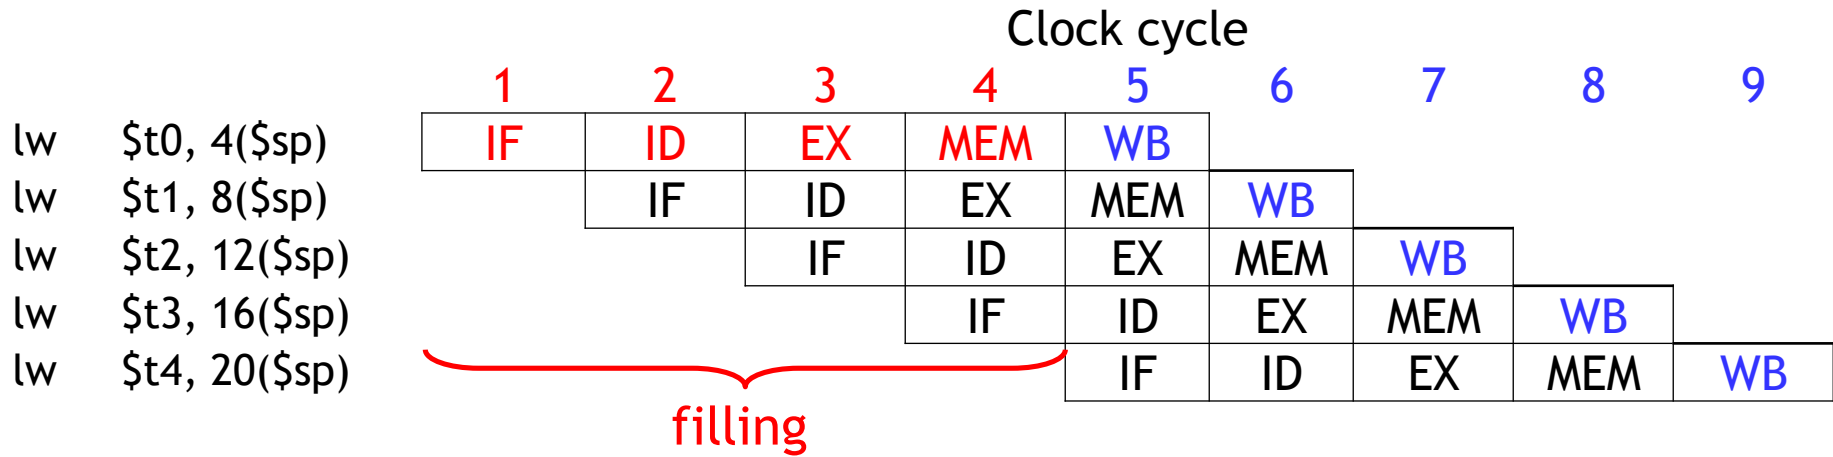 Clock cycle
1 2 3 4 5 6 7 8 9
lw $t0, 4($sp) IF ID EX MEM WB
lw $t1, 8($sp) IF ID EX MEM WB
lw $t2, 12($sp) IF ID EX MEM WB
lw $t3, 16($sp) IF ID EX MEM WB
lw $t4, 20($sp) IF ID EX MEM WB
filling